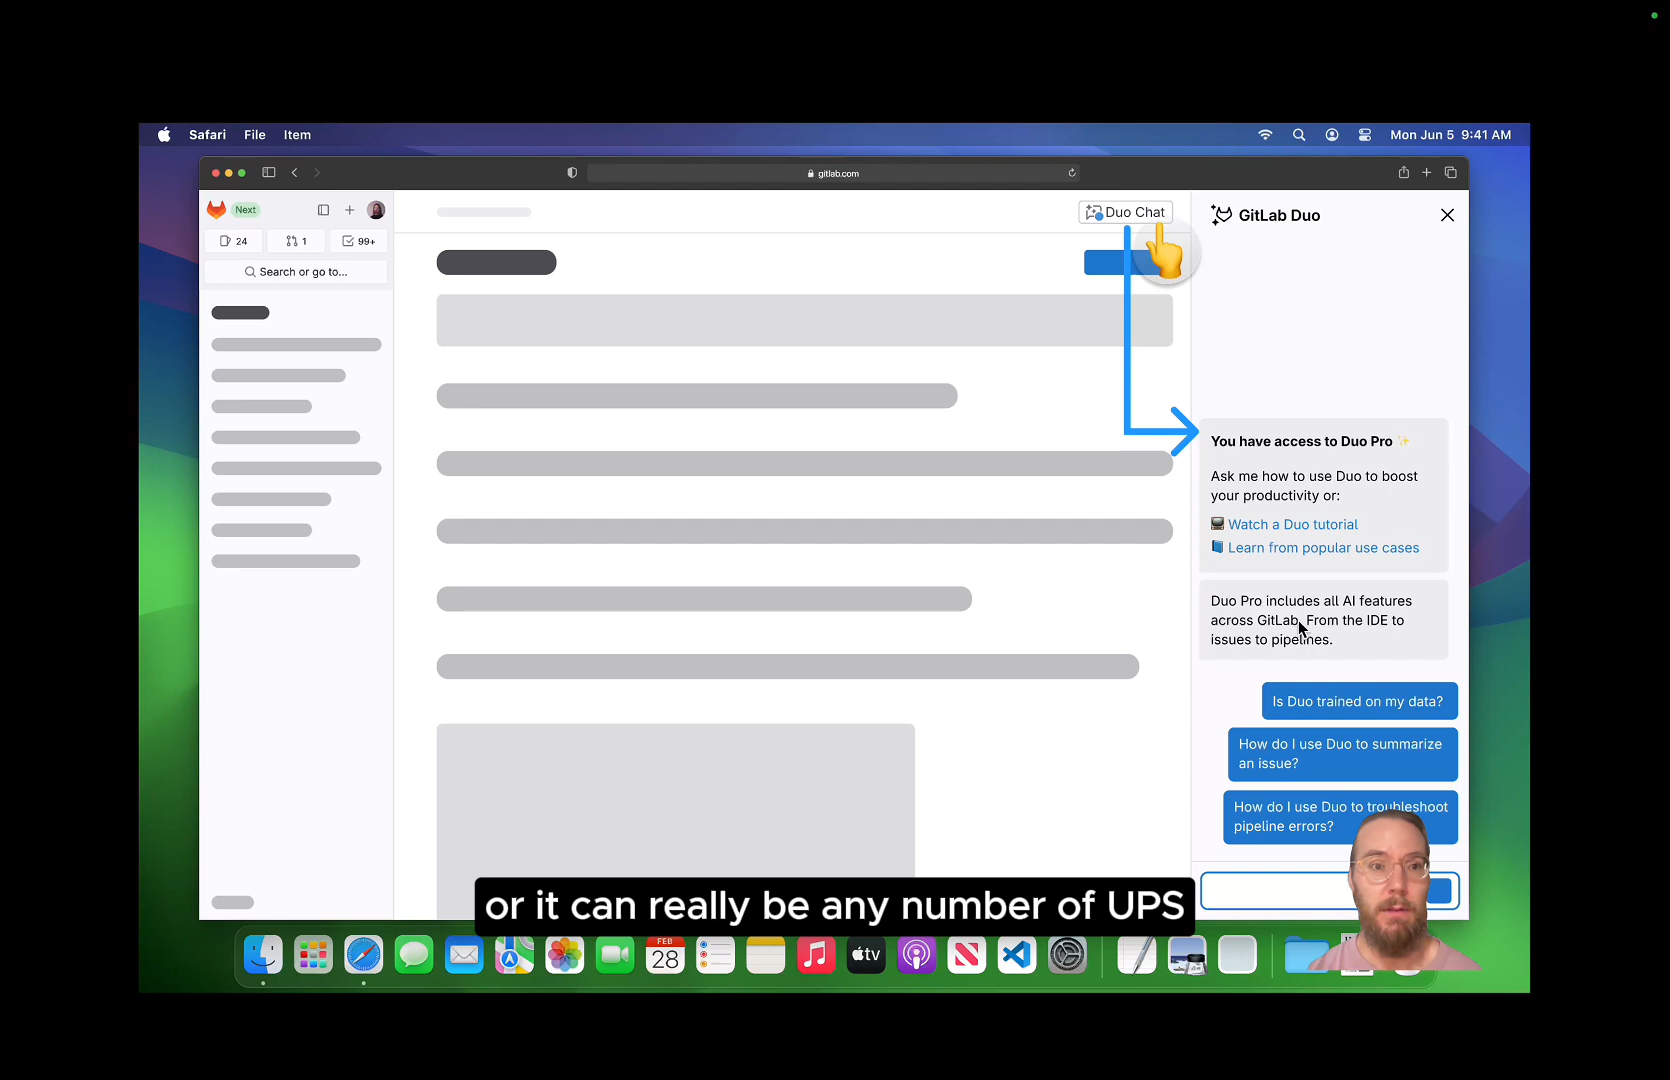 Safari File Item
Mon Jun 5 9:41 AM
gitlab.com
Next
24 1 99+
Search or go to...
Duo Chat
GitLab Duo
You have access to Duo Pro ✨
Ask me how to use Duo to boost
your productivity or:
Watch a Duo tutorial
Learn from popular use cases
Duo Pro includes all AI features
across GitLab. From the IDE to
issues to pipelines.
Is Duo trained on my data?
How do I use Duo to summarize
an issue?
How do I use Duo to troubleshoot
pipeline errors?
or it can really be any number of UPS
FEB
28
tv